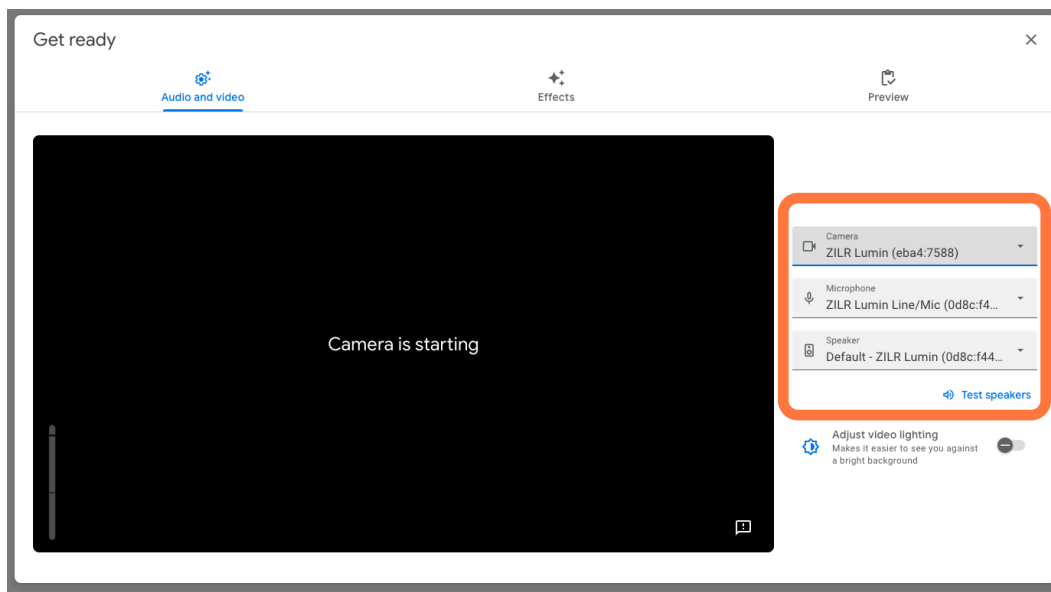 Get ready
Audio and video
Effects
Preview
Camera is starting
Camera
ZILR Lumin (eba4:7588)
Microphone
ZILR Lumin Line/Mic (0d8c:f4...
Speaker
Default - ZILR Lumin (0d8c:f44...
Test speakers
Adjust video lighting
Makes it easier to see you against
a bright background